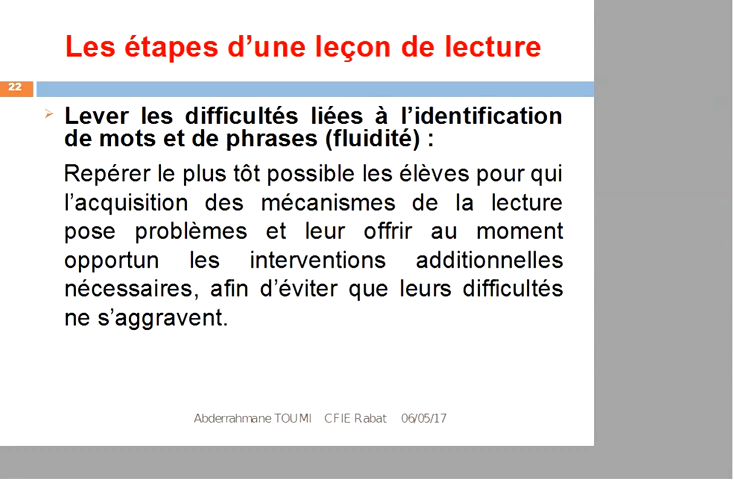 Les étapes d’une leçon de lecture
22
Lever les difficultés liées à l’identification
de mots et de phrases (fluidité) :
Repérer le plus tôt possible les élèves pour qui
l’acquisition des mécanismes de la lecture
pose problèmes et leur offrir au moment
opportun les interventions additionnelles
nécessaires, afin d’éviter que leurs difficultés
ne s’aggravent.
Abderrahmane TOUMI CFIE Rabat 06/05/17